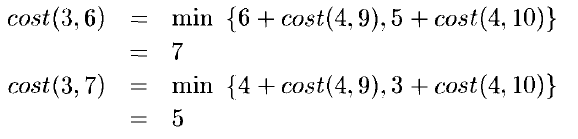 cost(3, 6) = min {6 + cost(4, 9), 5 + cost(4, 10)}
= 7
cost(3, 7) = min {4 + cost(4, 9), 3 + cost(4, 10)}
= 5